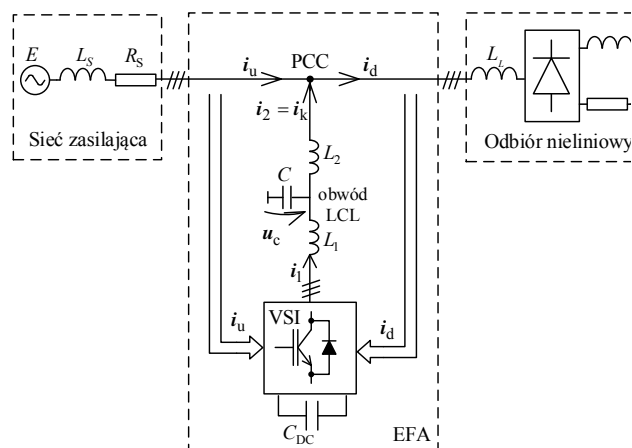 E
L_S
R_S
Sieć zasilająca
i_u
PCC
i_d
i_2 = i_k
L_2
C
obwód
LCL
u_c
L_1
i_1
VSI
i_u
i_d
C_DC
EFA
L_L
Odbiór nieliniowy